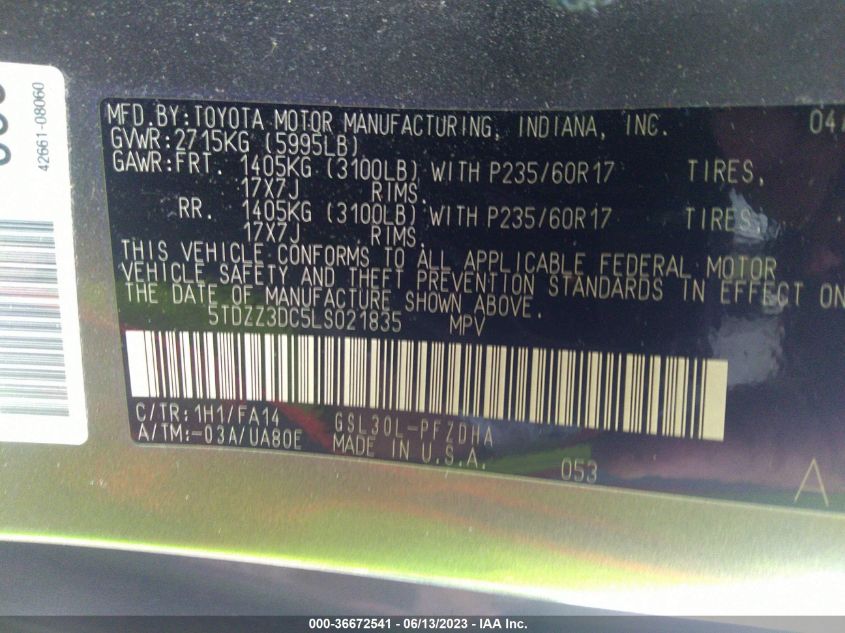 42661-08060
MFD.BY:TOYOTA MOTOR MANUFACTURING, INDIANA, INC. 04/
GVWR:2715KG (5995LB)
GAWR:FRT. 1405KG (3100LB) WITH P235/60R17 TIRES,
17X7J RIMS.
RR. 1405KG (3100LB) WITH P235/60R17 TIRES,
17X7J RIMS.
THIS VEHICLE CONFORMS TO ALL APPLICABLE FEDERAL MOTOR
VEHICLE SAFETY AND THEFT PREVENTION STANDARDS IN EFFECT ON
THE DATE OF MANUFACTURE SHOWN ABOVE.
5TDZZ3DC5LS021835 MPV
C/TR:1H1/FA14 GSL30L-PFZDHA
A/TM:-03A/UA80E MADE IN U.S.A.
053 A
000-36672541 - 06/13/2023 - IAA Inc.